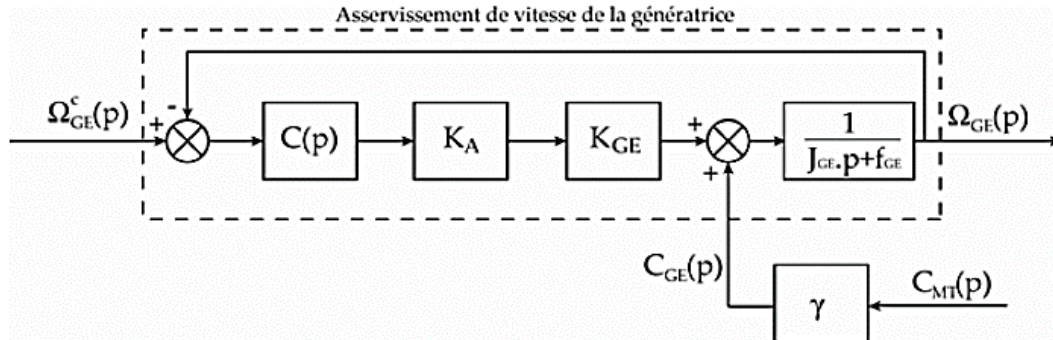 Asservissement de vitesse de la génératrice
Ω^c_GE(p)
-
+
C(p)
K_A
K_GE
+
+
1
J_GE.p+f_GE
Ω_GE(p)
C_GE(p)
γ
C_MT(p)